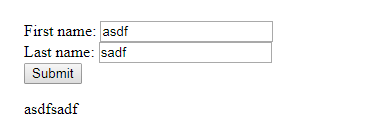 First name: asdf
Last name: sadf
Submit
asdfsadf